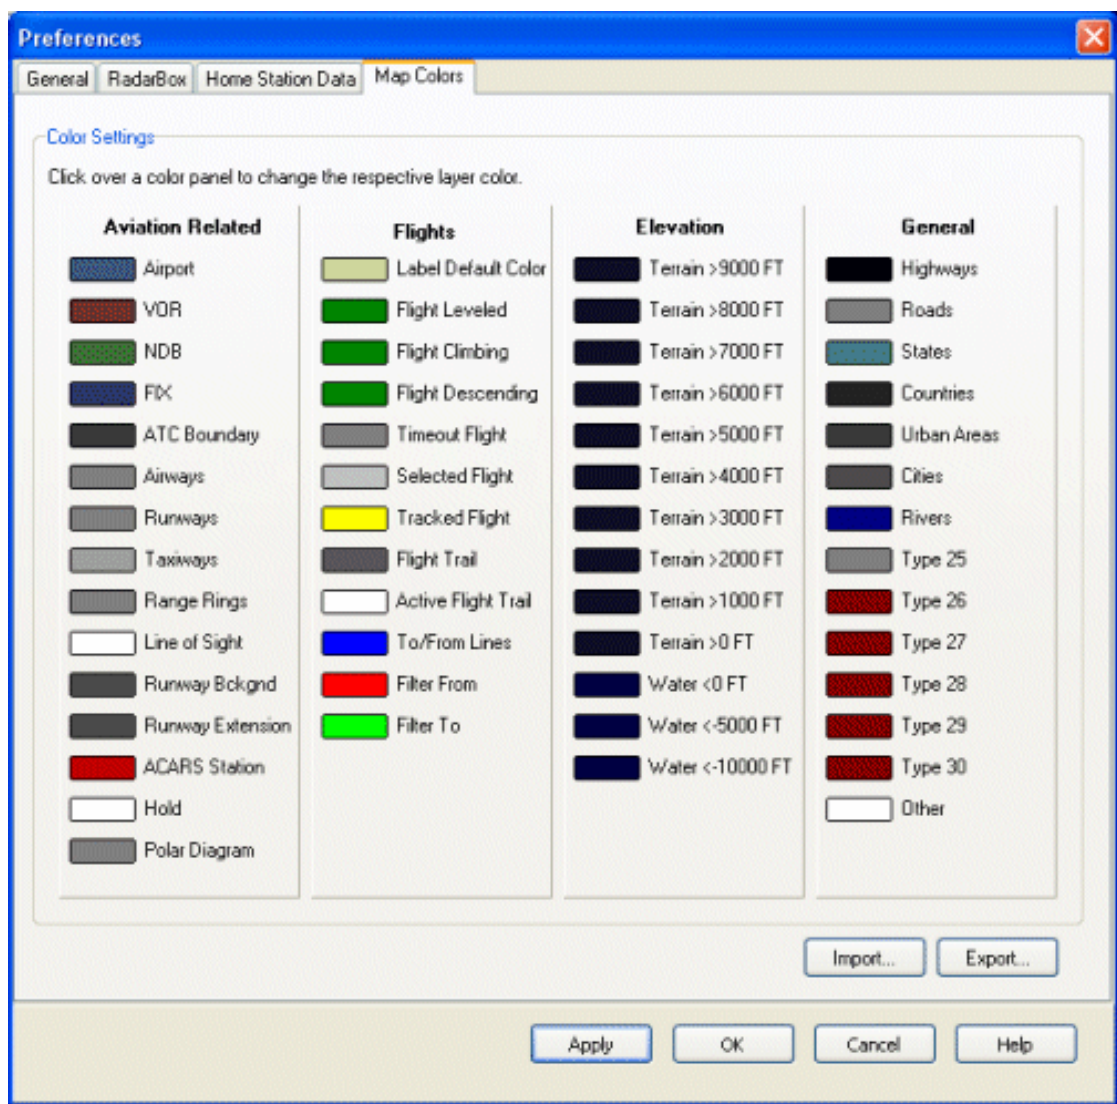 Preferences
General RadarBox Home Station Data Map Colors
Color Settings
Click over a color panel to change the respective layer color.
Aviation Related
Airport
VOR
NDB
FIX
ATC Boundary
Airways
Runways
Taxiways
Range Rings
Line of Sight
Runway Bckgnd
Runway Extension
ACARS Station
Hold
Polar Diagram
Flights
Label Default Color
Flight Leveled
Flight Climbing
Flight Descending
Timeout Flight
Selected Flight
Tracked Flight
Flight Trail
Active Flight Trail
To/From Lines
Filter From
Filter To
Elevation
Terrain >9000 FT
Terrain >8000 FT
Terrain >7000 FT
Terrain >6000 FT
Terrain >5000 FT
Terrain >4000 FT
Terrain >3000 FT
Terrain >2000 FT
Terrain >1000 FT
Terrain >0 FT
Water <0 FT
Water <-5000 FT
Water <-10000 FT
General
Highways
Roads
States
Countries
Urban Areas
Cities
Rivers
Type 25
Type 26
Type 27
Type 28
Type 29
Type 30
Other
Import... Export...
Apply OK Cancel Help